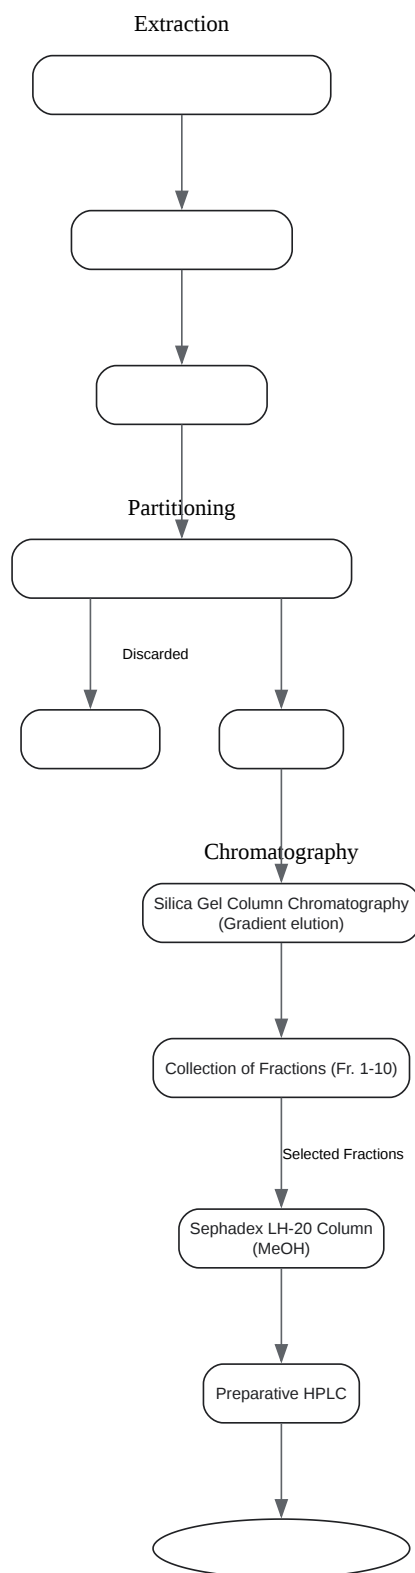 Extraction
Partitioning
Discarded
Chromatography
Silica Gel Column Chromatography
(Gradient elution)
Collection of Fractions (Fr. 1-10)
Selected Fractions
Sephadex LH-20 Column
(MeOH)
Preparative HPLC